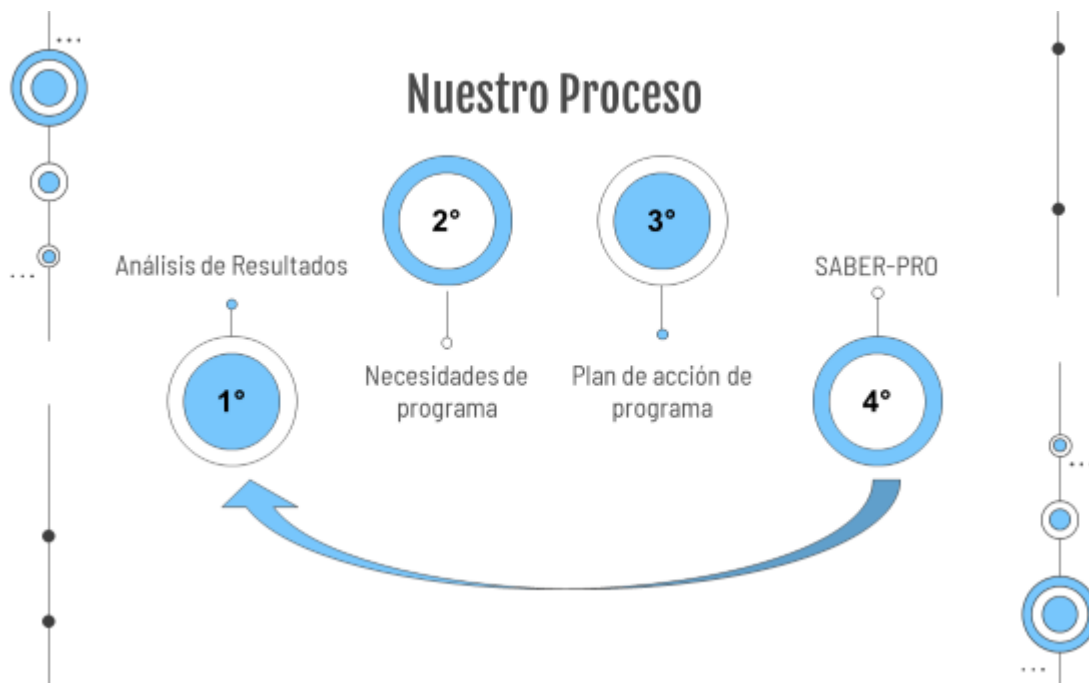 Nuestro Proceso
1°
Análisis de Resultados
2°
Necesidades de
programa
3°
Plan de acción de
programa
4°
SABER-PRO